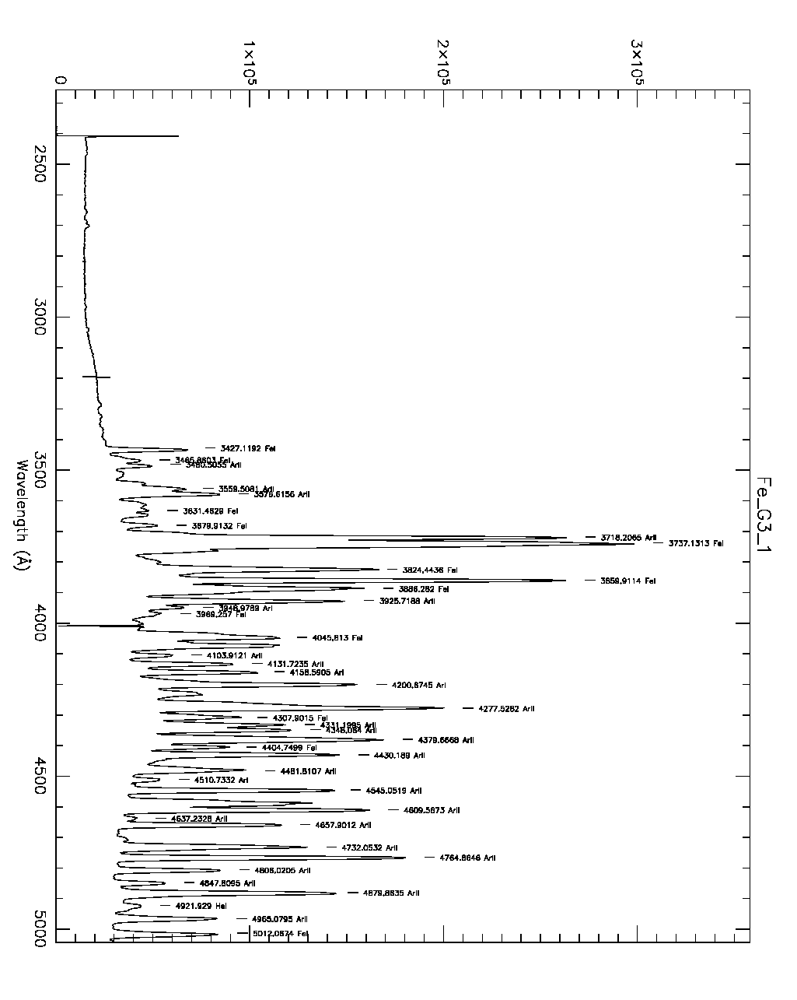 Fe_G3_1
3×10⁵
2×10⁵
1×10⁵
0
2500
3000
3500
4000
4500
5000
Wavelength (Å)
3427.1192 FeI
3465.8603 FeI
3480.5055 ArII
3559.5081 ArII
3576.6156 ArII
3631.4629 FeI
3679.9132 FeI
3718.2065 ArII
3737.1313 FeI
3824.4436 FeI
3859.9114 FeI
3886.282 FeI
3925.7188 ArII
3948.9789 ArI
3969.257 FeI
4045.813 FeI
4103.9121 ArII
4131.7235 ArII
4158.5905 ArI
4200.6745 ArI
4277.5282 ArII
4307.9015 FeI
4331.1995 ArII
4348.064 ArII
4379.6668 ArII
4404.7499 FeI
4430.189 ArII
4481.8107 ArII
4510.7332 ArI
4545.0519 ArII
4609.5673 ArII
4637.2328 ArII
4657.9012 ArII
4732.0532 ArII
4764.8646 ArII
4806.0205 ArII
4847.8095 ArII
4879.8635 ArII
4921.929 HeI
4965.0795 ArII
5012.0674 FeI